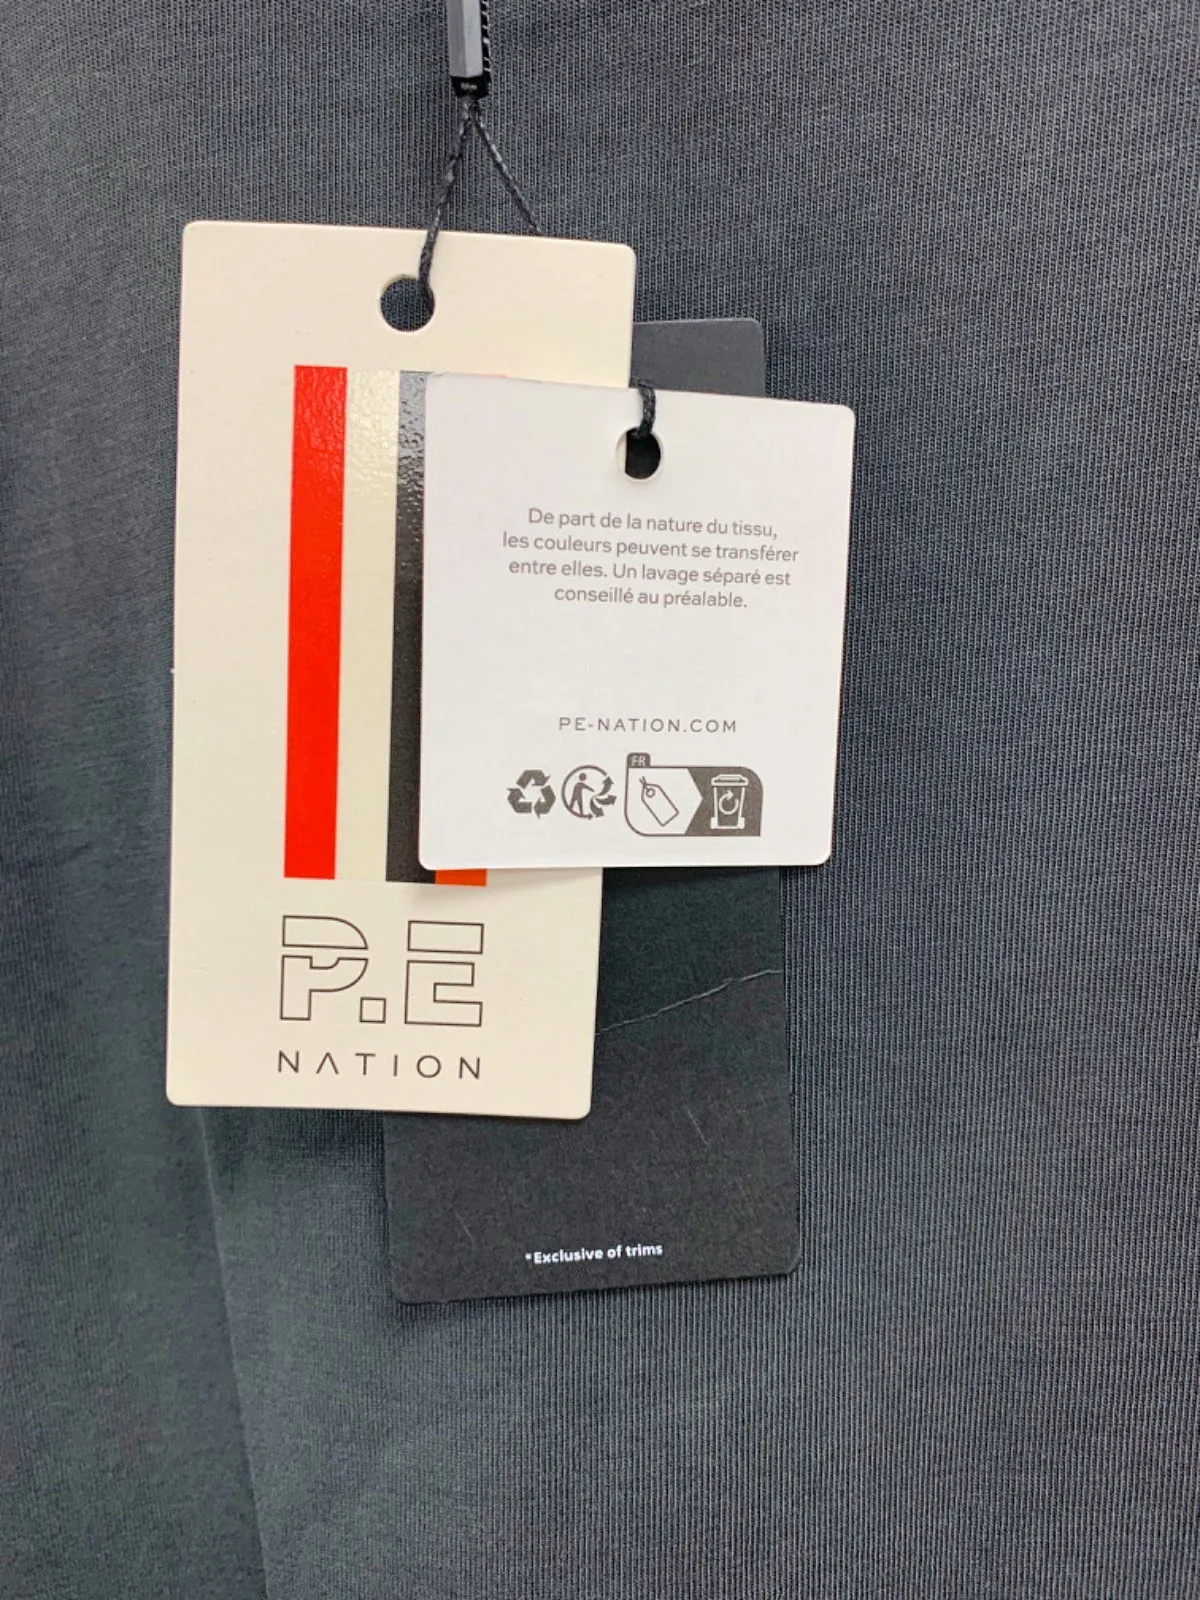 De part de la nature du tissu,
les couleurs peuvent se transférer
entre elles. Un lavage séparé est
conseillé au préalable.
PE-NATION.COM
FR
P.E
NATION
*Exclusive of trims